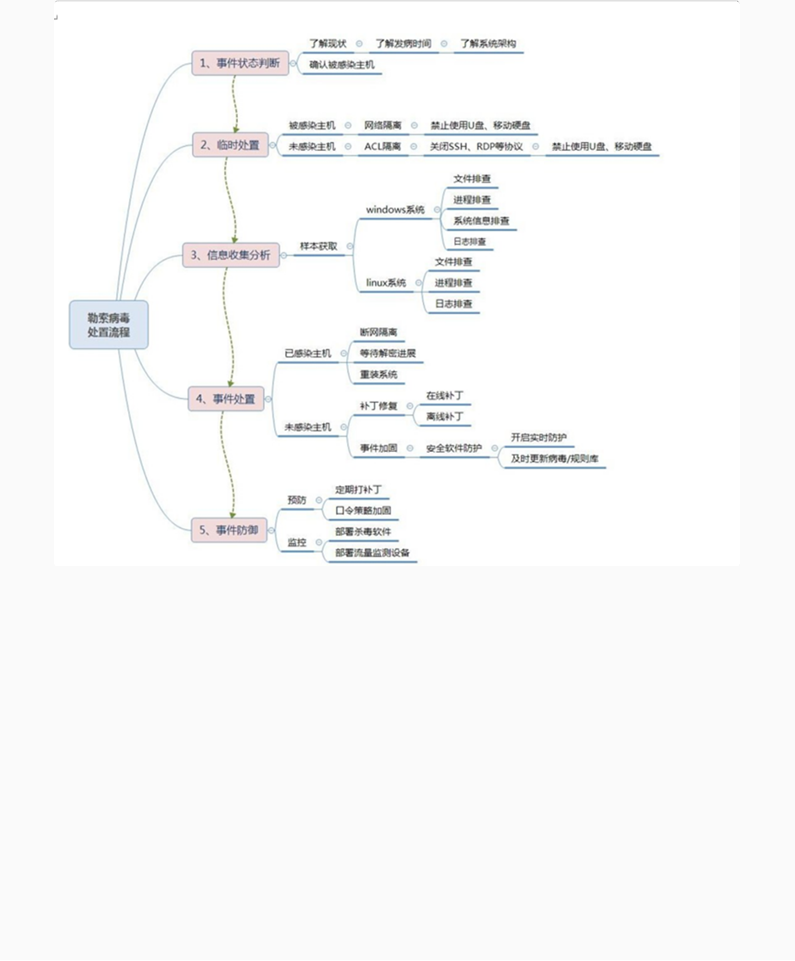 勒索病毒
处置流程
1、事件状态判断
了解现状
了解发病时间
了解系统架构
确认被感染主机
2、临时处置
被感染主机
网络隔离
禁止使用U盘、移动硬盘
未感染主机
ACL隔离
关闭SSH、RDP等协议
禁止使用U盘、移动硬盘
3、信息收集分析
样本获取
windows系统
文件排查
进程排查
系统信息排查
日志排查
linux系统
文件排查
进程排查
日志排查
4、事件处置
已感染主机
断网隔离
等待解密进展
重装系统
未感染主机
补丁修复
在线补丁
离线补丁
事件加固
安全软件防护
开启实时防护
及时更新病毒/规则库
5、事件防御
预防
定期打补丁
口令策略加固
监控
部署杀毒软件
部署流量监测设备